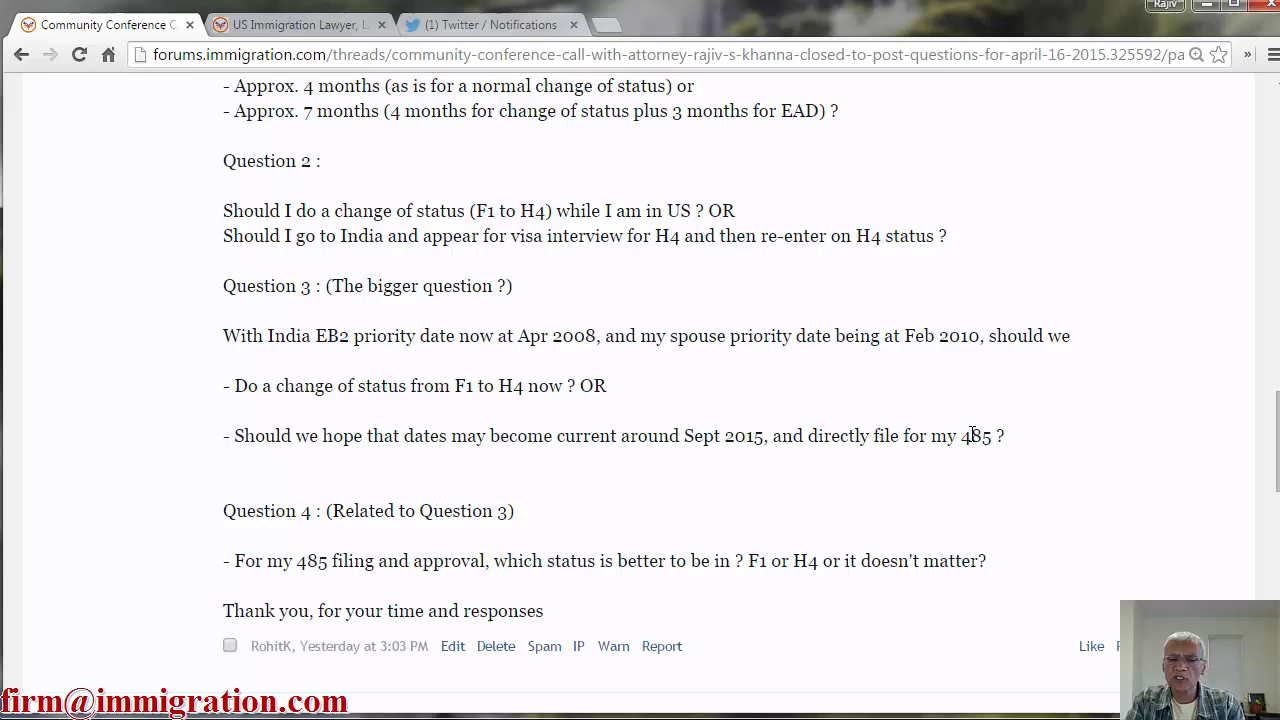 Rajiv
Community Conference C
US Immigration Lawyer, L
(1) Twitter / Notifications
forums.immigration.com/threads/community-conference-call-with-attorney-rajiv-s-khanna-closed-to-post-questions-for-april-16-2015.325592/pa
- Approx. 4 months (as is for a normal change of status) or
- Approx. 7 months (4 months for change of status plus 3 months for EAD) ?
Question 2 :
Should I do a change of status (F1 to H4) while I am in US ? OR
Should I go to India and appear for visa interview for H4 and then re-enter on H4 status ?
Question 3 : (The bigger question ?)
With India EB2 priority date now at Apr 2008, and my spouse priority date being at Feb 2010, should we
- Do a change of status from F1 to H4 now ? OR
- Should we hope that dates may become current around Sept 2015, and directly file for my 485 ?
Question 4 : (Related to Question 3)
- For my 485 filing and approval, which status is better to be in ? F1 or H4 or it doesn't matter?
Thank you, for your time and responses
RohitK, Yesterday at 3:03 PM Edit Delete Spam IP Warn Report Like
firm@immigration.com